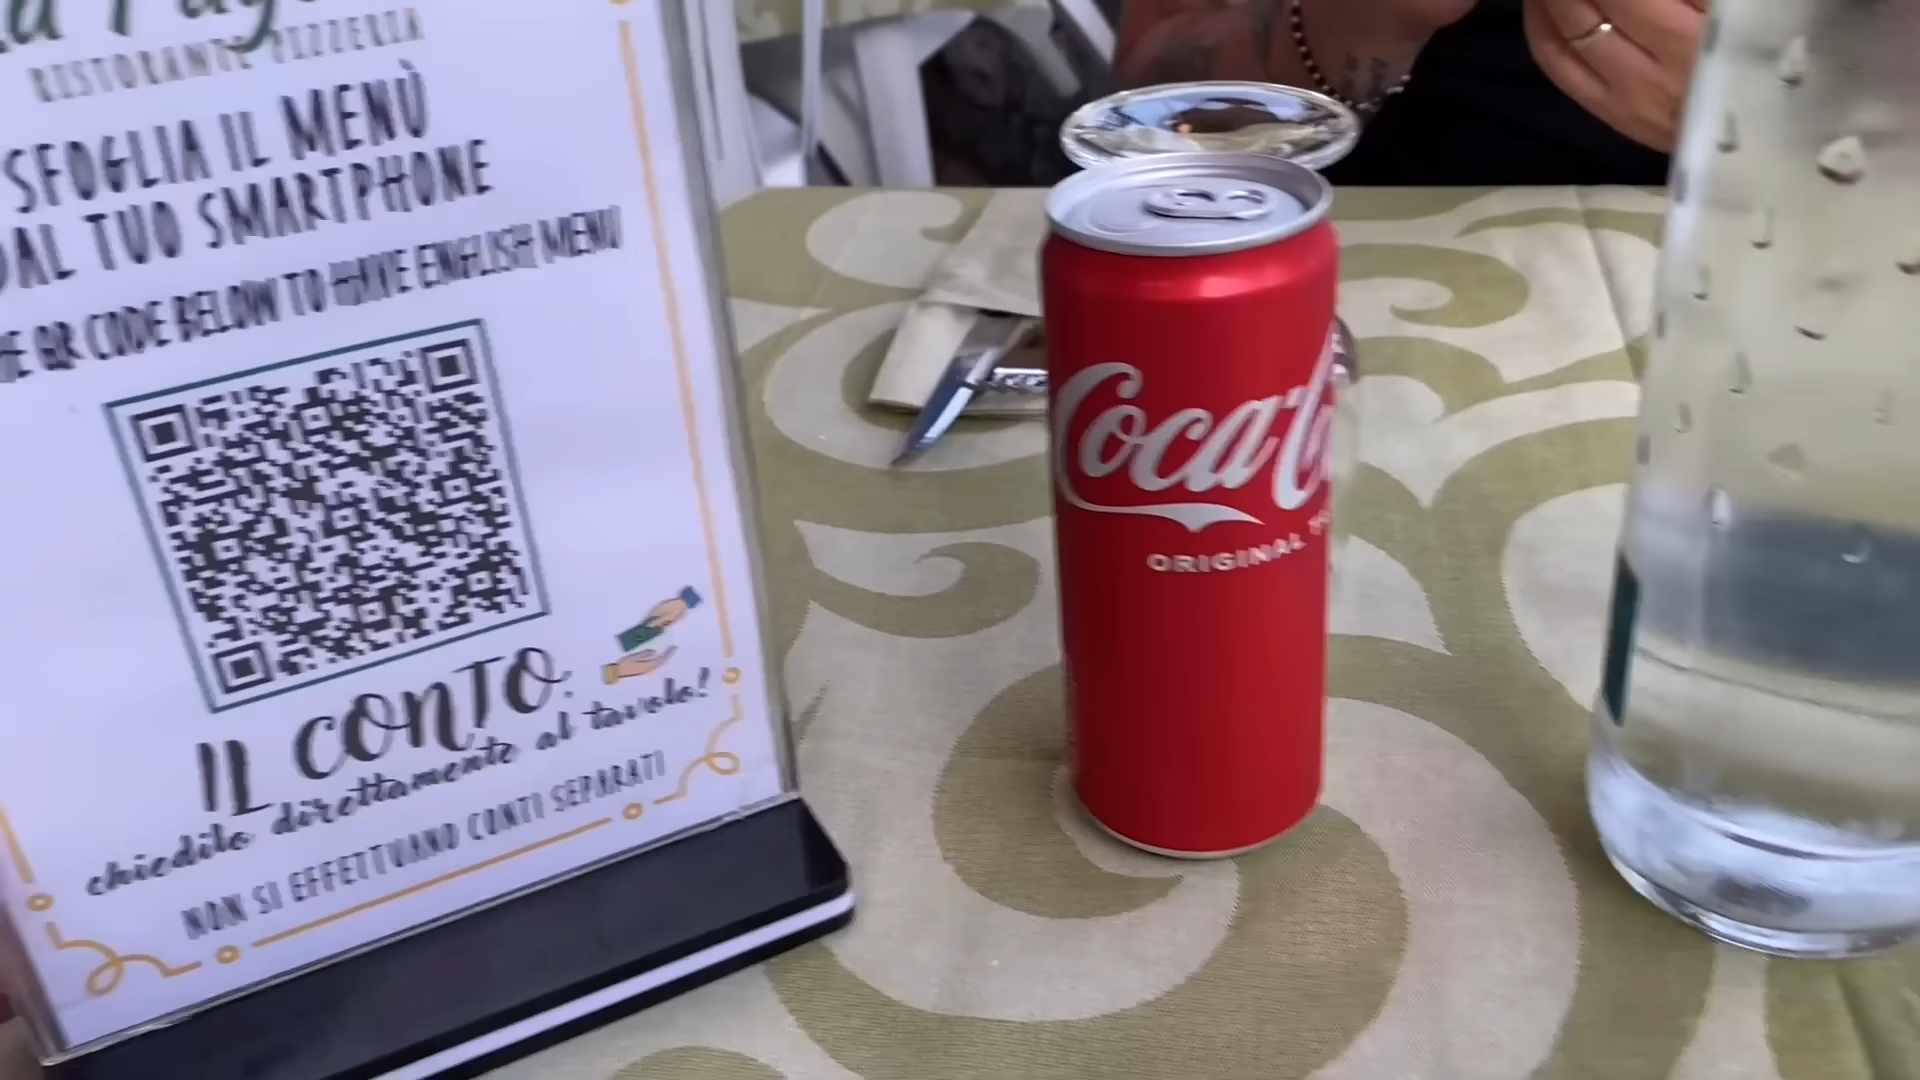 RISTORANTE PIZZERIA
SFOGLIA IL MENÙ
DAL TUO SMARTPHONE
QR CODE BELOW TO HAVE ENGLISH MENU
IL CONTO:
chiedilo direttamente al tavolo!
NON SI EFFETTUANO CONTI SEPARATI
Coca-Co
ORIGINAL